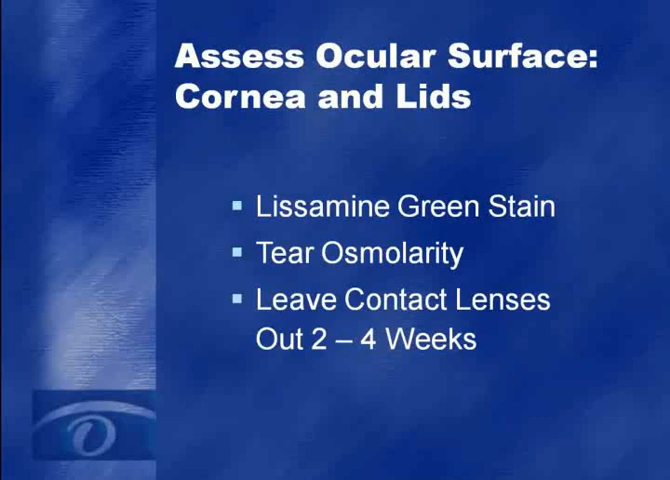 Assess Ocular Surface:
Cornea and Lids
▪ Lissamine Green Stain
▪ Tear Osmolarity
▪ Leave Contact Lenses
Out 2 – 4 Weeks